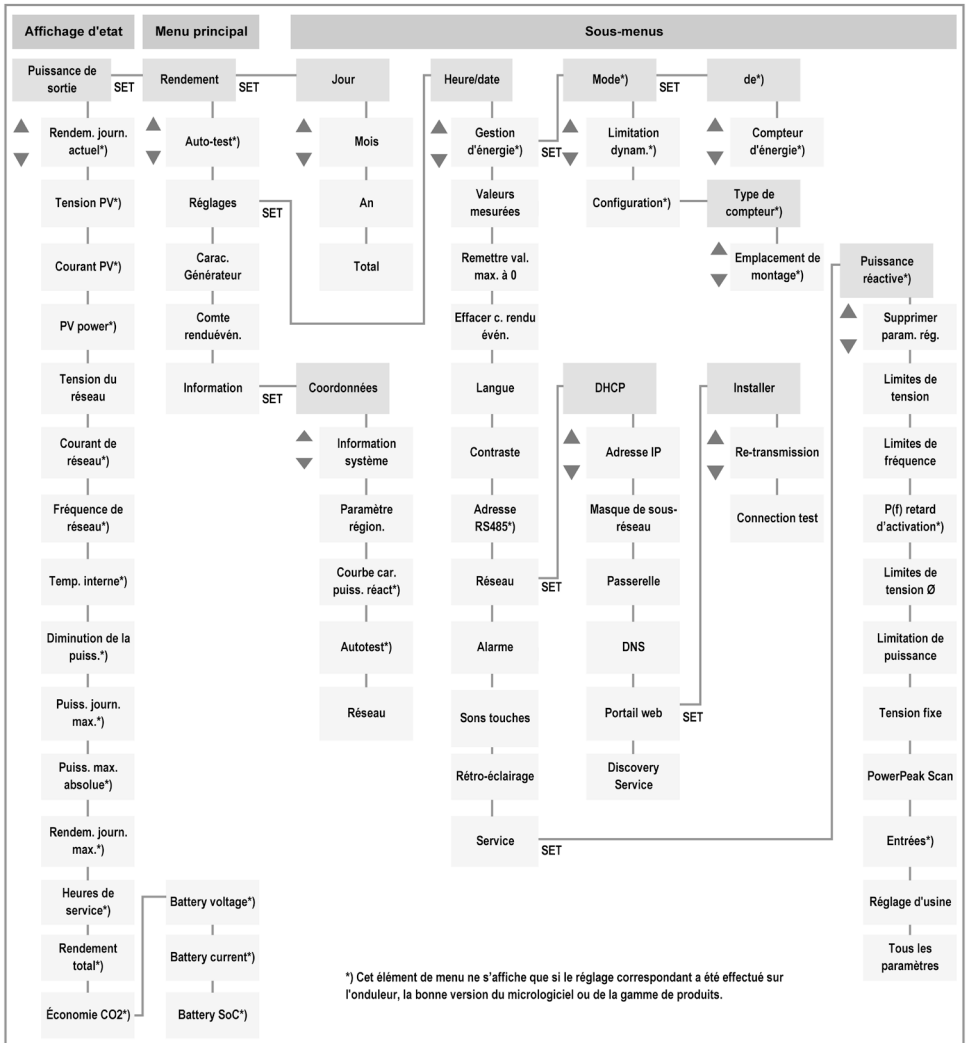 Affichage d'etat
Menu principal
Sous-menus
Puissance de
sortie
SET
Rendem. journ.
actuel*)
Tension PV*)
Courant PV*)
PV power*)
Tension du
réseau
Courant de
réseau*)
Fréquence de
réseau*)
Temp. interne*)
Diminution de la
puiss.*)
Puiss. journ.
max.*)
Puiss. max.
absolue*)
Rendem. journ.
max.*)
Heures de
service*)
Rendement
total*)
Économie CO2*)
Battery voltage*)
Battery current*)
Battery SoC*)
Rendement
SET
Auto-test*)
Réglages
SET
Carac.
Générateur
Comte
renduévén.
Information
SET
Jour
Mois
An
Total
Coordonnées
Information
système
Paramètre
région.
Courbe car.
puiss. réact*)
Autotest*)
Réseau
Heure/date
Gestion
d'énergie*)
SET
Valeurs
mesurées
Remettre val.
max. à 0
Effacer c. rendu
évén.
Langue
Contraste
Adresse
RS485*)
Réseau
SET
Alarme
Sons touches
Rétro-éclairage
Service
SET
Mode*)
SET
Limitation
dynam.*)
Configuration*)
de*)
Compteur
d'énergie*)
Type de
compteur*)
Emplacement de
montage*)
DHCP
Adresse IP
Masque de sous-
réseau
Passerelle
DNS
Portail web
SET
Discovery
Service
Installer
Re-transmission
Connection test
Puissance
réactive*)
Supprimer
param. rég.
Limites de
tension
Limites de
fréquence
P(f) retard
d'activation*)
Limites de
tension Ø
Limitation de
puissance
Tension fixe
PowerPeak Scan
Entrées*)
Réglage d'usine
Tous les
paramètres
*) Cet élément de menu ne s'affiche que si le réglage correspondant a été effectué sur
l'onduleur, la bonne version du micrologiciel ou de la gamme de produits.